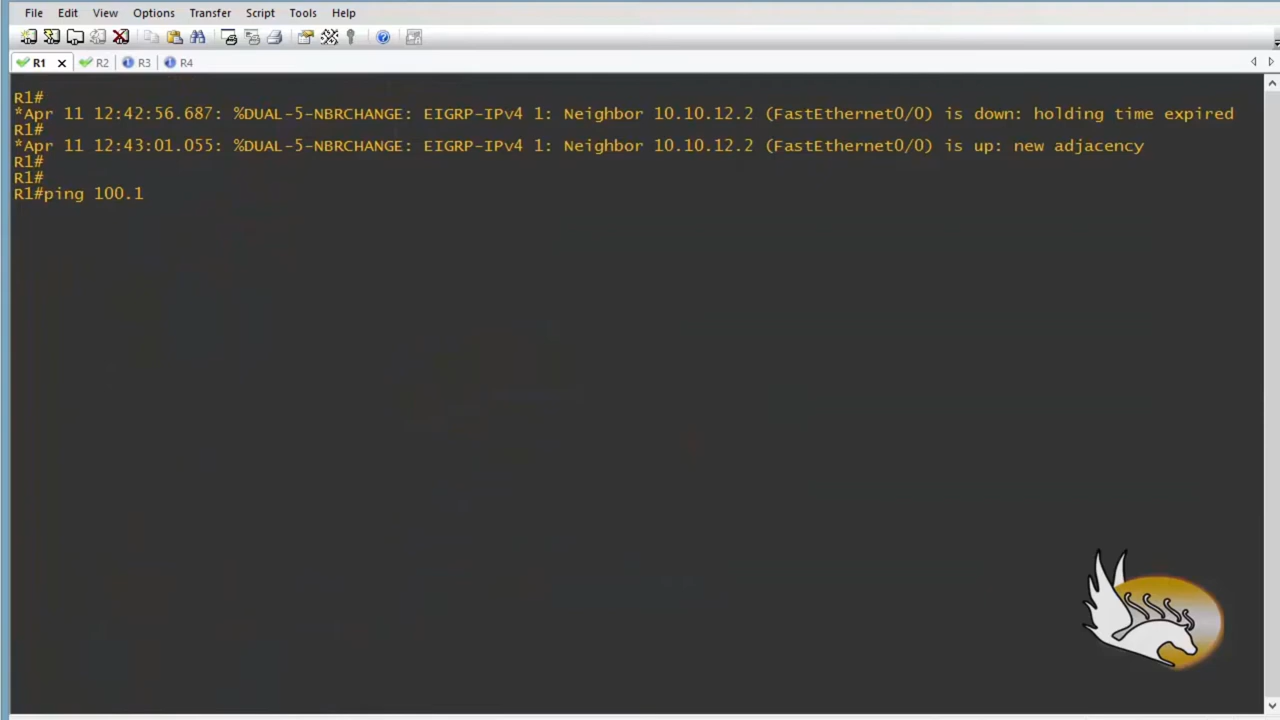 File Edit View Options Transfer Script Tools Help
R1 R2 R3 R4
R1#
*Apr 11 12:42:56.687: %DUAL-5-NBRCHANGE: EIGRP-IPv4 1: Neighbor 10.10.12.2 (FastEthernet0/0) is down: holding time expired
R1#
*Apr 11 12:43:01.055: %DUAL-5-NBRCHANGE: EIGRP-IPv4 1: Neighbor 10.10.12.2 (FastEthernet0/0) is up: new adjacency
R1#
R1#
R1#ping 100.1